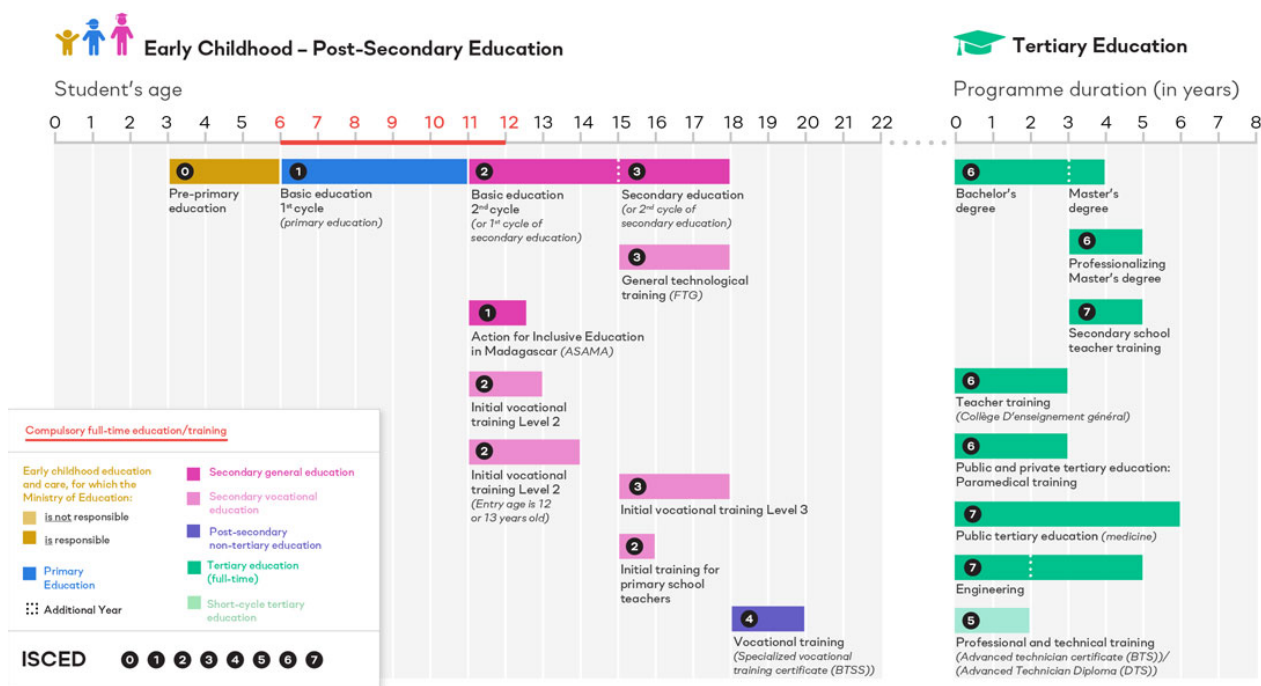 Early Childhood – Post-Secondary Education
Student's age
0 1 2 3 4 5 6 7 8 9 10 11 12 13 14 15 16 17 18 19 20 21 22
0
Pre-primary
education
1
Basic education
1st cycle
(primary education)
2
Basic education
2nd cycle
(or 1st cycle of
secondary education)
3
Secondary education
(or 2nd cycle of
secondary education)
3
General technological
training (FTG)
1
Action for Inclusive Education
in Madagascar (ASAMA)
2
Initial vocational
training Level 2
2
Initial vocational
training Level 2
(Entry age is 12
or 13 years old)
3
Initial vocational training Level 3
2
Initial training for
primary school
teachers
4
Vocational training
(Specialized vocational
training certificate (BTSS))
Tertiary Education
Programme duration (in years)
0 1 2 3 4 5 6 7 8
6
Bachelor's
degree
Master's
degree
6
Professionalizing
Master's degree
7
Secondary school
teacher training
6
Teacher training
(Collège D'enseignement général)
6
Public and private tertiary education:
Paramedical training
7
Public tertiary education (medicine)
7
Engineering
5
Professional and technical training
(Advanced technician certificate (BTS))/
(Advanced Technician Diploma (DTS))
Compulsory full-time education/training
Early childhood education
and care, for which the
Ministry of Education:
is not responsible
is responsible
Primary
Education
Additional Year
Secondary general education
Secondary vocational
education
Post-secondary
non-tertiary education
Tertiary education
(full-time)
Short-cycle tertiary
education
ISCED 0 1 2 3 4 5 6 7